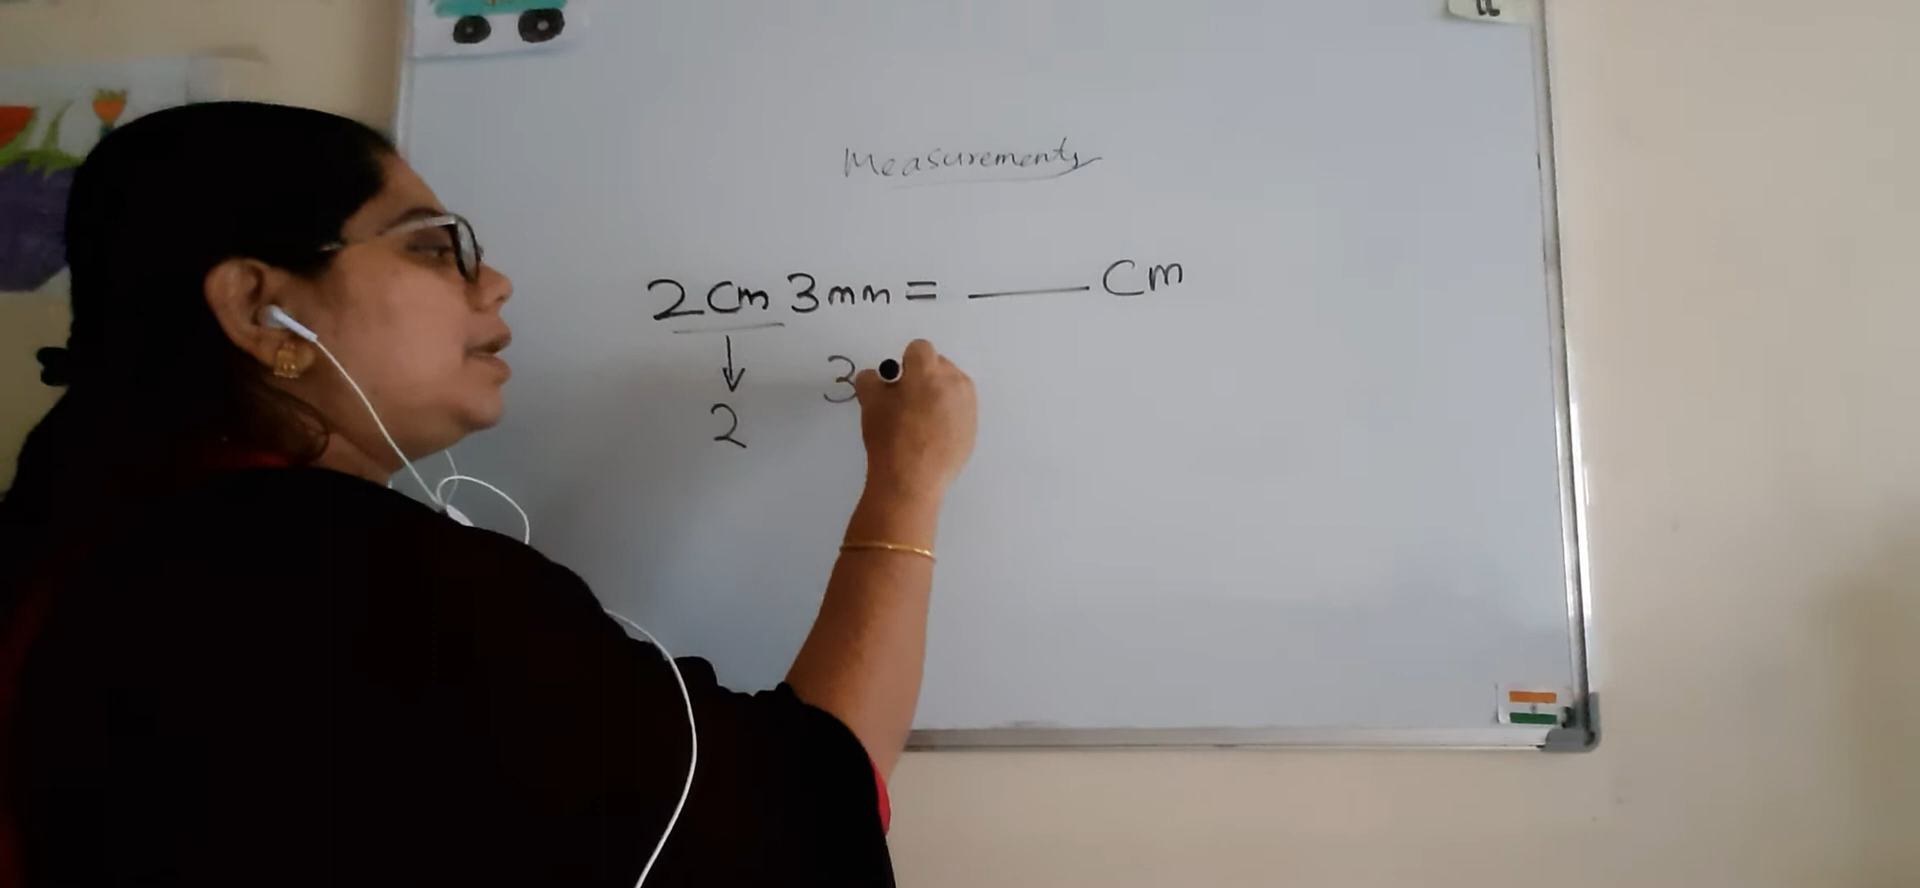 Measurements
2 Cm 3 mm = ____ Cm
↓ 3
2